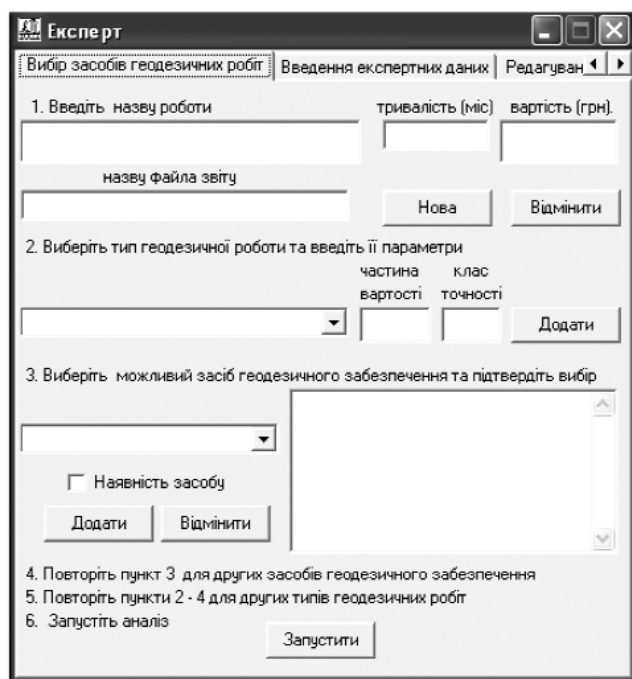 Експерт
Вибір засобів геодезичних робіт Введення експертних даних Редагуван
1. Введіть назву роботи тривалість (міс) вартість (грн).
назву файла звіту
Нова Відмінити
2. Виберіть тип геодезичної роботи та введіть її параметри
частина клас
вартості точності
Додати
3. Виберіть можливий засіб геодезичного забезпечення та підтвердіть вибір
Наявність засобу
Додати Відмінити
4. Повторіть пункт 3 для других засобів геодезичного забезпечення
5. Повторіть пункти 2 - 4 для других типів геодезичних робіт
6. Запустіть аналіз
Запустити